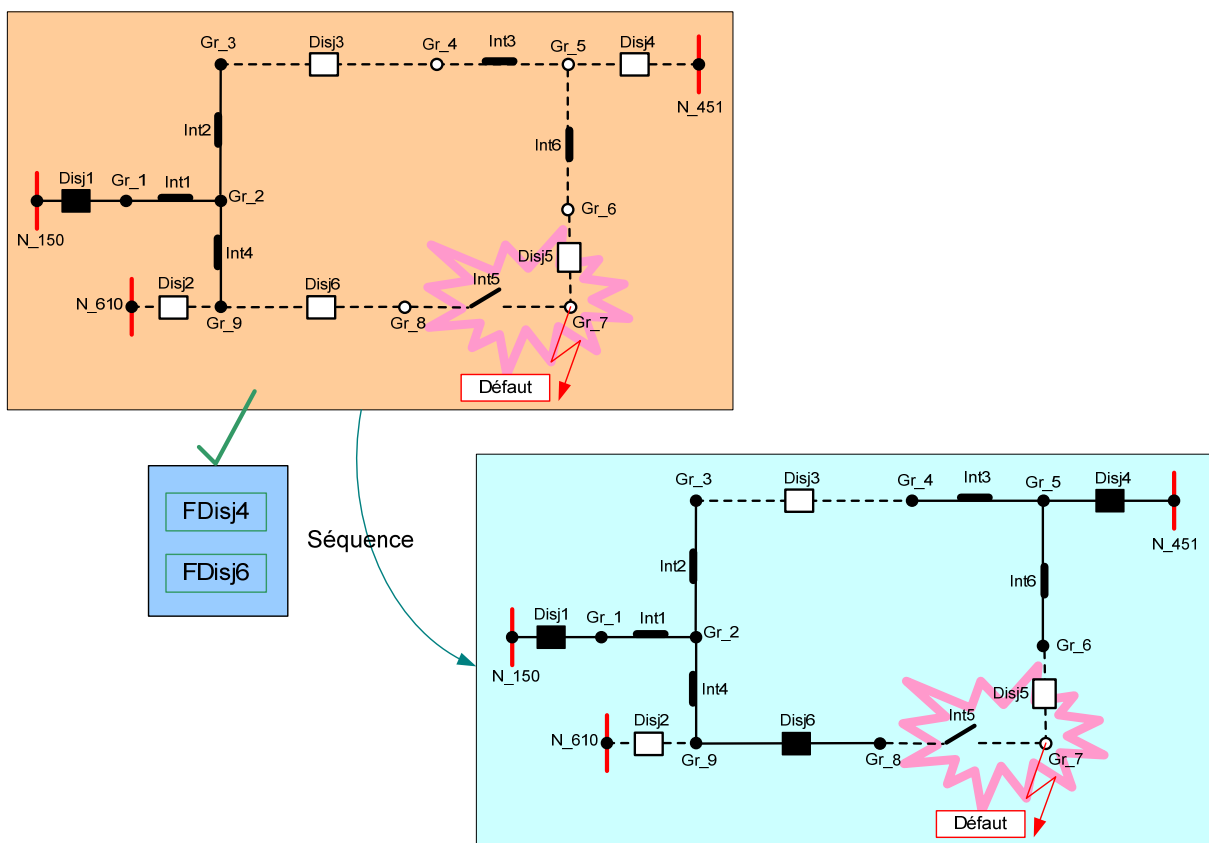 Gr_3
Disj3
Gr_4
Int3
Gr_5
Disj4
N_451
Int2
Int6
Disj1
Gr_1
Int1
Gr_2
Gr_6
N_150
Int4
Disj5
Disj2
Disj6
Int5
N_610
Gr_9
Gr_8
Gr_7
Défaut
FDisj4
FDisj6
Séquence
Gr_3
Disj3
Gr_4
Int3
Gr_5
Disj4
N_451
Int2
Int6
Disj1
Gr_1
Int1
Gr_2
Gr_6
N_150
Int4
Disj5
Disj2
Disj6
Int5
N_610
Gr_9
Gr_8
Gr_7
Défaut